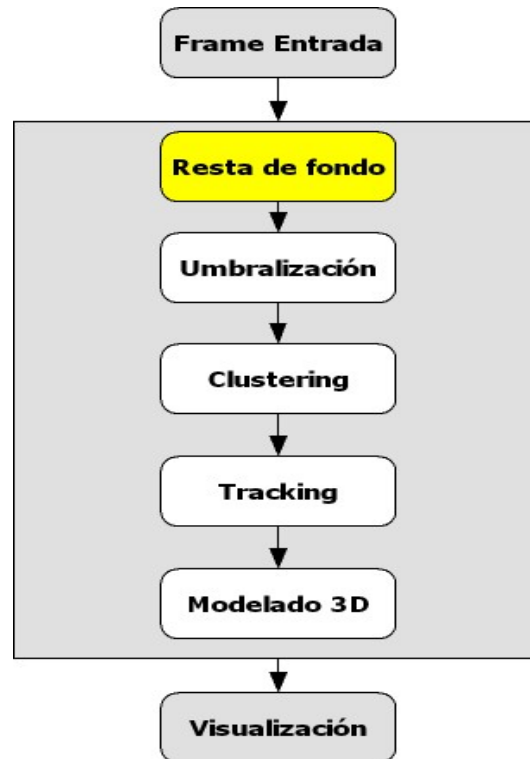 Frame Entrada
Resta de fondo
Umbralización
Clustering
Tracking
Modelado 3D
Visualización